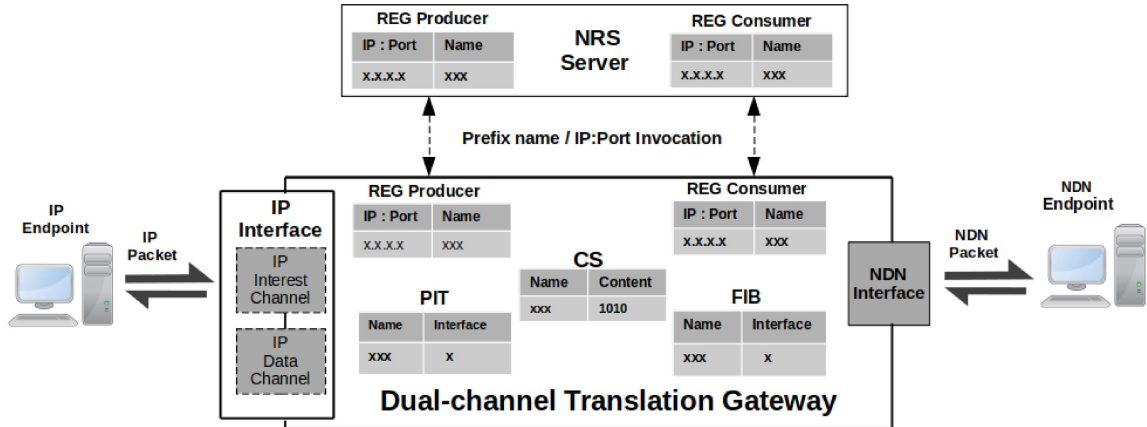 REG Producer
IP : Port Name
x.x.x.x xxx
NRS
Server
REG Consumer
IP : Port Name
x.x.x.x xxx
Prefix name / IP:Port Invocation
IP
Endpoint
IP
Packet
IP
Interface
IP
Interest
Channel
IP
Data
Channel
REG Producer
IP : Port Name
x.x.x.x xxx
REG Consumer
IP : Port Name
x.x.x.x xxx
CS
Name Content
xxx 1010
PIT
Name Interface
xxx x
FIB
Name Interface
xxx x
Dual-channel Translation Gateway
NDN
Interface
NDN
Packet
NDN
Endpoint